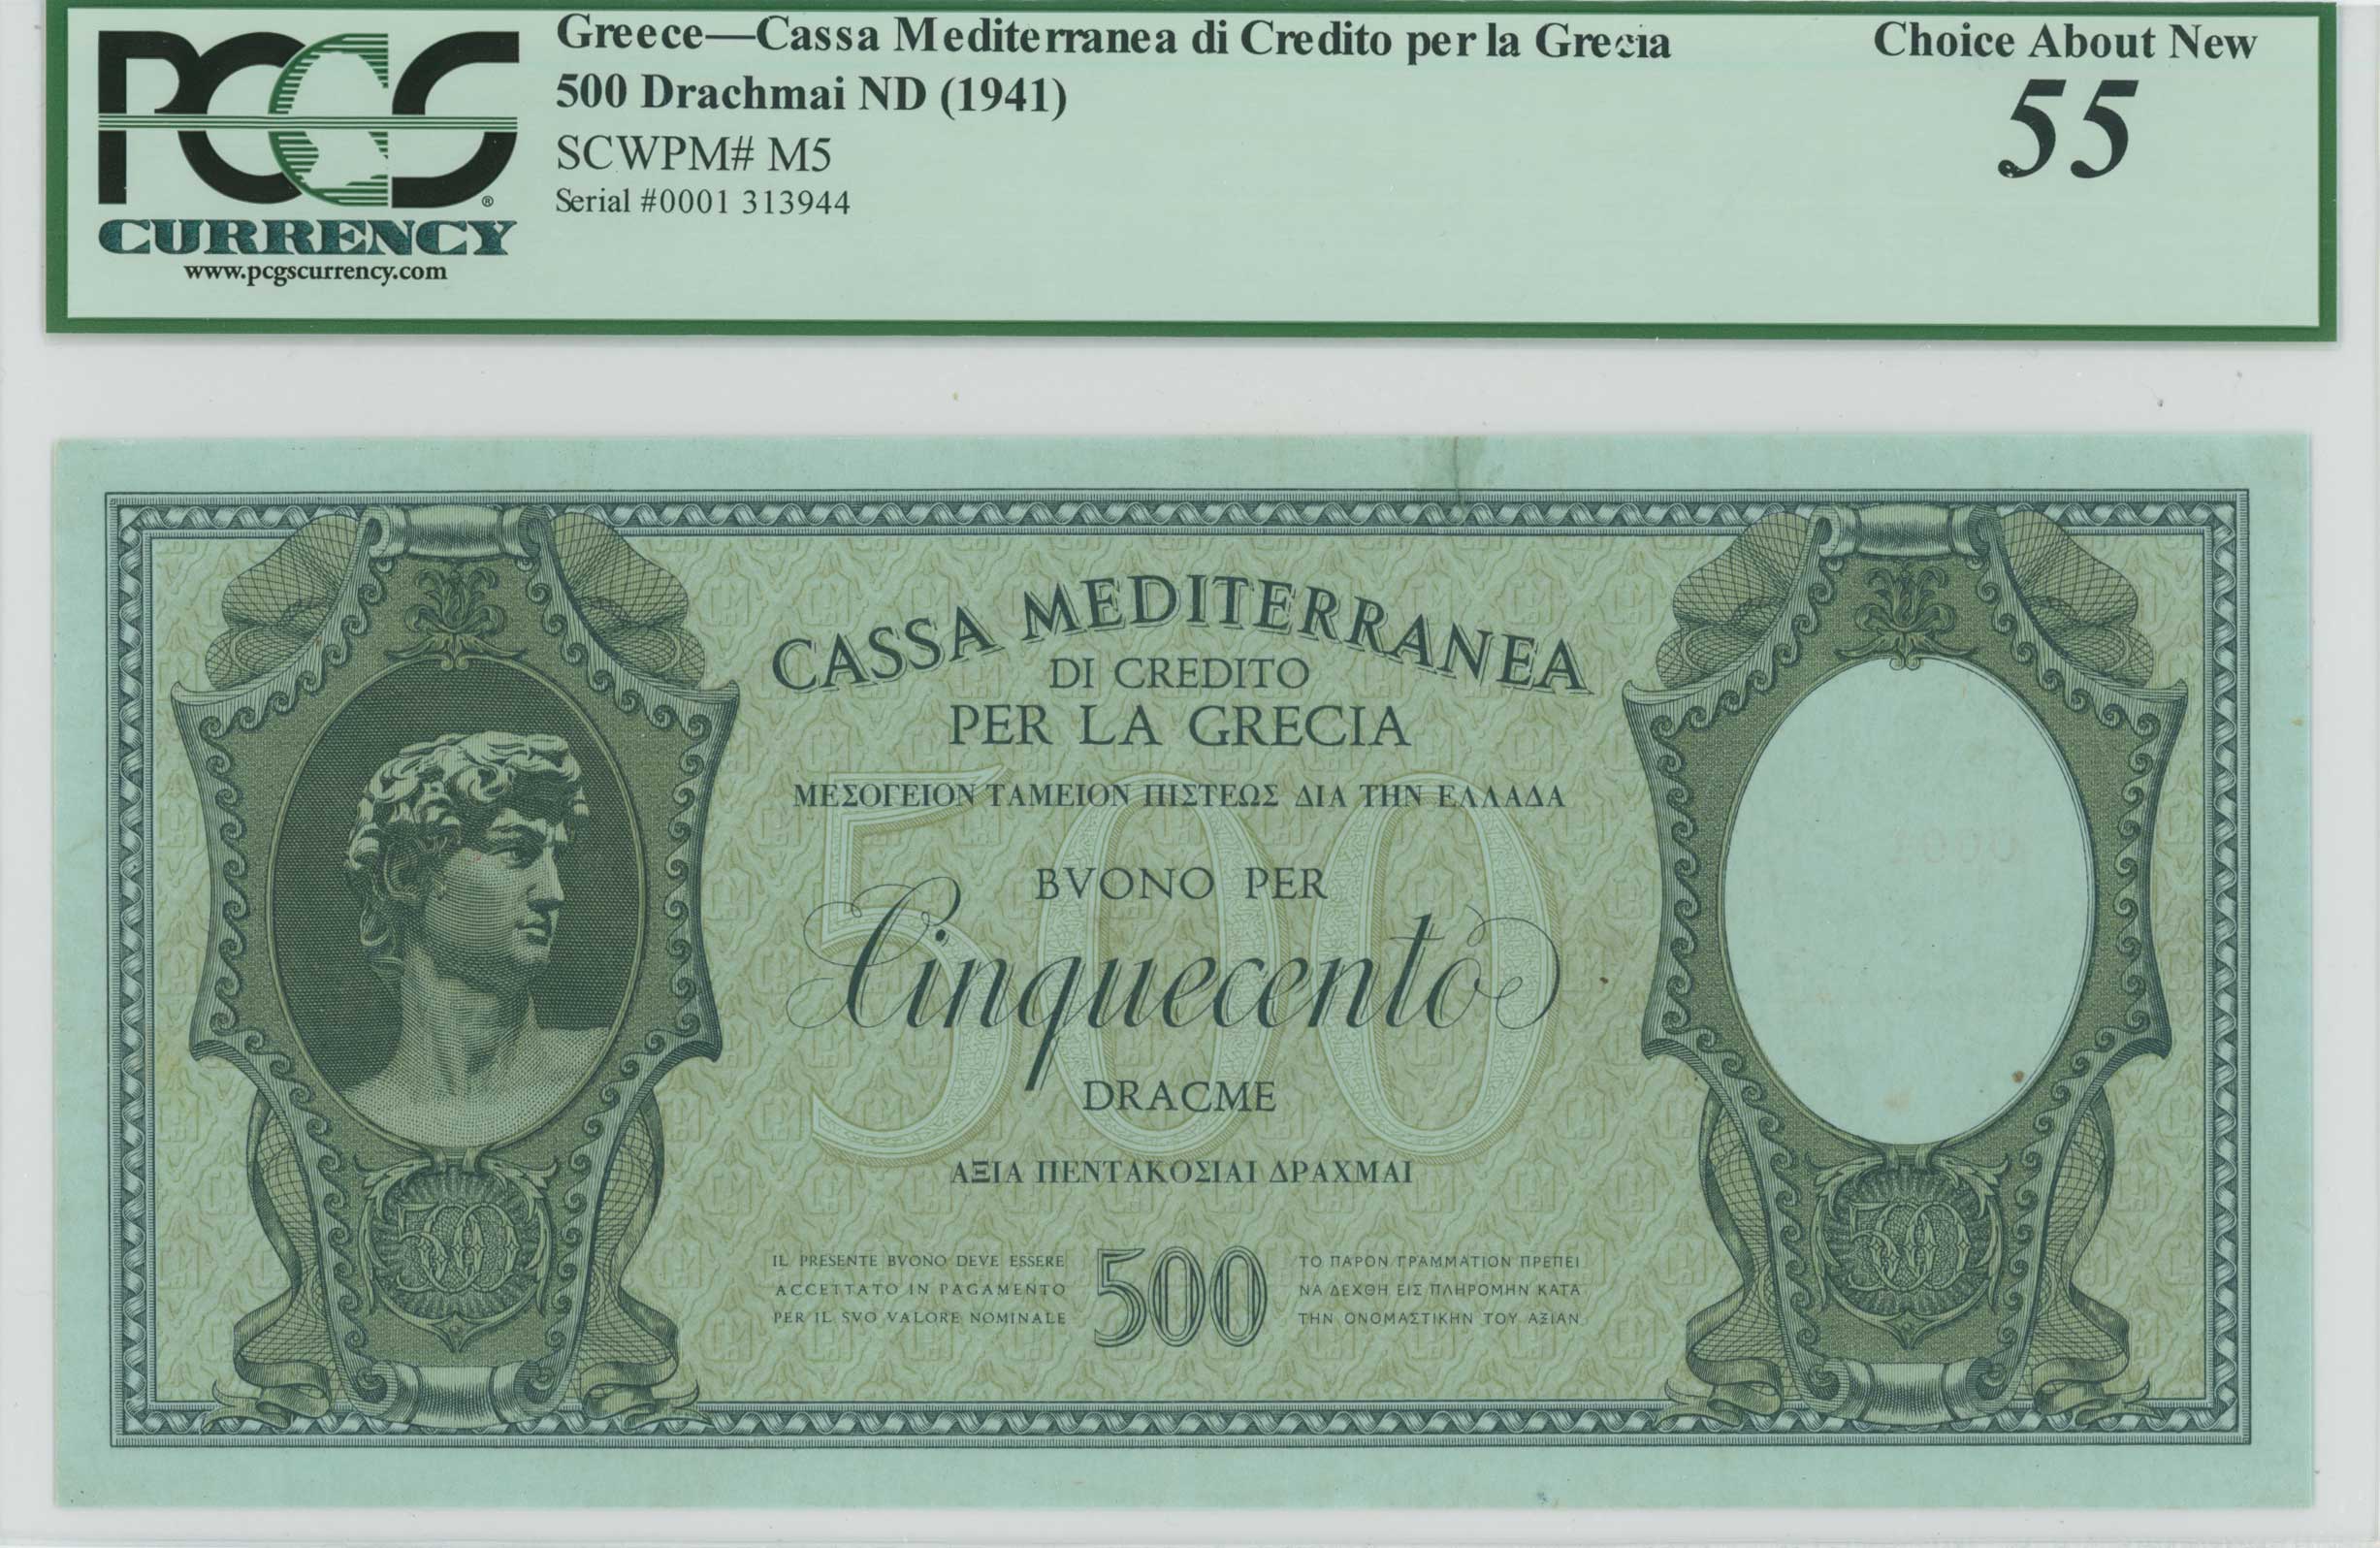 PCGS
CURRENCY
www.pcgscurrency.com
Greece—Cassa Mediterranea di Credito per la Grecia
500 Drachmai ND (1941)
SCWPM# M5
Serial #0001 313944
Choice About New
55
CASSA MEDITERRANEA
DI CREDITO
PER LA GRECIA
ΜΕΣΟΓΕΙΟΝ ΤΑΜΕΙΟΝ ΠΙΣΤΕΩΣ ΔΙΑ ΤΗΝ ΕΛΛΑΔΑ
500
BVONO PER
Cinquecento
DRACME
ΑΞΙΑ ΠΕΝΤΑΚΟΣΙΑΙ ΔΡΑΧΜΑΙ
IL PRESENTE BVONO DEVE ESSERE
ACCETTATO IN PAGAMENTO
PER IL SVO VALORE NOMINALE
500
ΤΟ ΠΑΡΟΝ ΓΡΑΜΜΑΤΙΟΝ ΠΡΕΠΕΙ
ΝΑ ΔΕΧΘΗ ΕΙΣ ΠΛΗΡΟΜΗΝ ΚΑΤΑ
ΤΗΝ ΟΝΟΜΑΣΤΙΚΗΝ ΤΟΥ ΑΞΙΑΝ
500
500